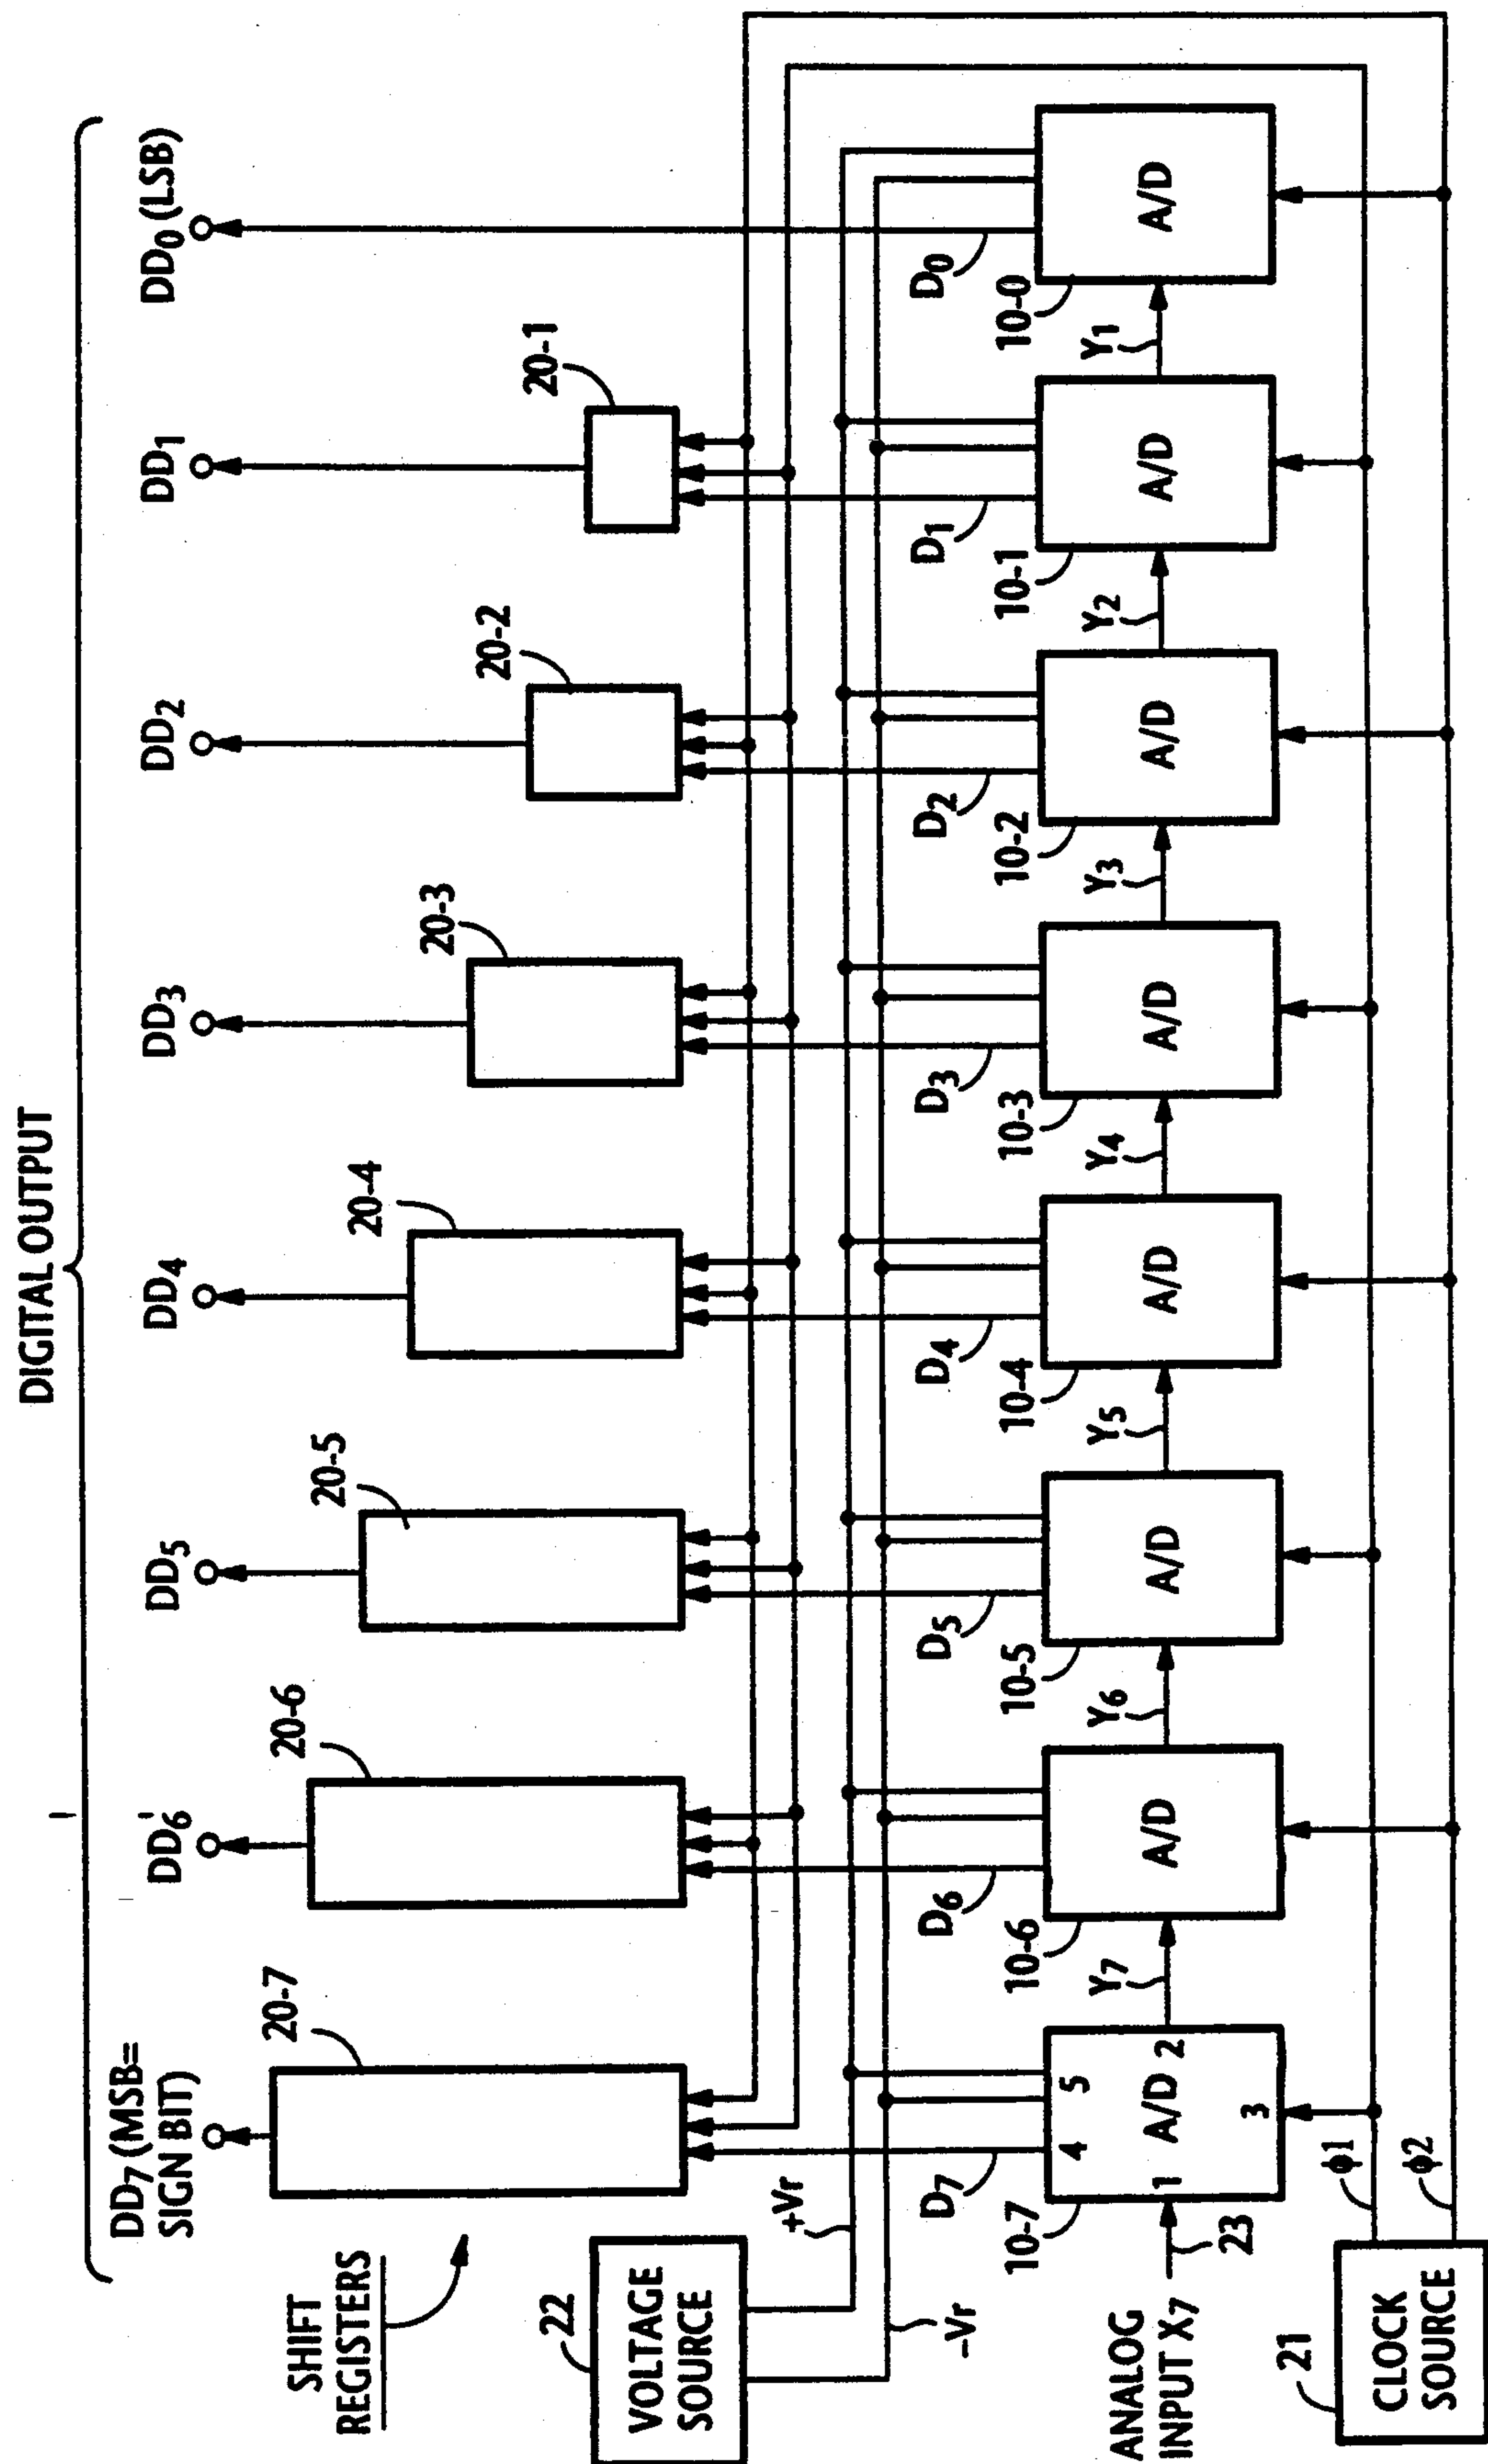 DIGITAL OUTPUT
DD7 (MSB=
SIGN BIT)
DD6'
DD5
DD4
DD3
DD2
DD1
DD0 (LSB)
SHIFT
REGISTERS
20-7
20-6
20-5
20-4
20-3
20-2
20-1
22
VOLTAGE
SOURCE
+Vr
-Vr
D7
D6
D5
D4
D3
D2
D1
D0
10-7
10-6
10-5
10-4
10-3
10-2
10-1
10-0
ANALOG
INPUT X7
23
1
4
5
A/D
2
3
Y7
A/D
Y6
A/D
Y5
A/D
Y4
A/D
Y3
A/D
Y2
A/D
Y1
A/D
21
CLOCK
SOURCE
ϕ1
ϕ2